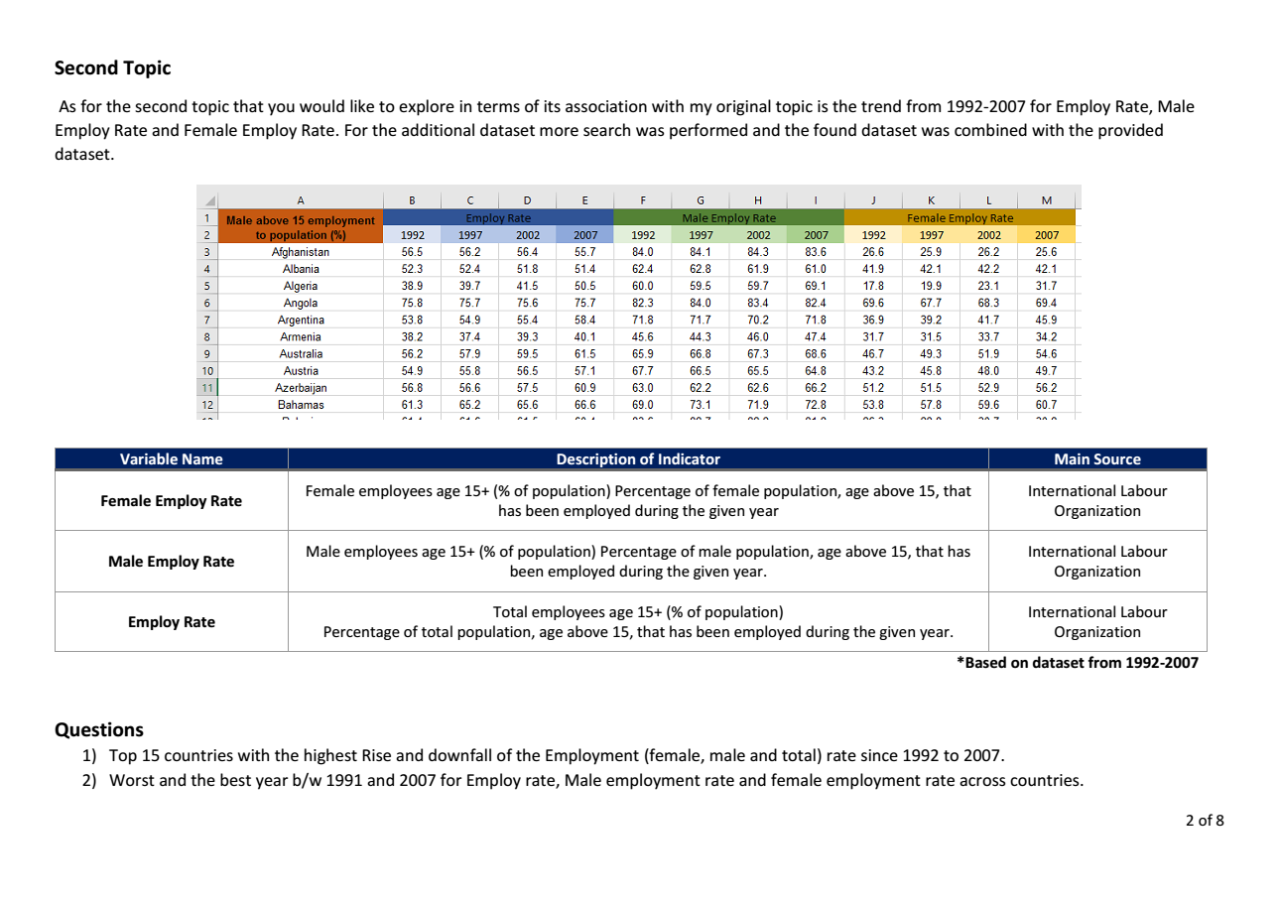 Second Topic
As for the second topic that you would like to explore in terms of its association with my original topic is the trend from 1992-2007 for Employ Rate, Male
Employ Rate and Female Employ Rate. For the additional dataset more search was performed and the found dataset was combined with the provided
dataset.
A B C D E F G H I J K L M
1 Male above 15 employment Employ Rate Male Employ Rate Female Employ Rate
2 to population (%) 1992 1997 2002 2007 1992 1997 2002 2007 1992 1997 2002 2007
3 Afghanistan 56.5 56.2 56.4 55.7 84.0 84.1 84.3 83.6 26.6 25.9 26.2 25.6
4 Albania 52.3 52.4 51.8 51.4 62.4 62.8 61.9 61.0 41.9 42.1 42.2 42.1
5 Algeria 38.9 39.7 41.5 50.5 60.0 59.5 59.7 69.1 17.8 19.9 23.1 31.7
6 Angola 75.8 75.7 75.6 75.7 82.3 84.0 83.4 82.4 69.6 67.7 68.3 69.4
7 Argentina 53.8 54.9 55.4 58.4 71.8 71.7 70.2 71.8 36.9 39.2 41.7 45.9
8 Armenia 38.2 37.4 39.3 40.1 45.6 44.3 46.0 47.4 31.7 31.5 33.7 34.2
9 Australia 56.2 57.9 59.5 61.5 65.9 66.8 67.3 68.6 46.7 49.3 51.9 54.6
10 Austria 54.9 55.8 56.5 57.1 67.7 66.5 65.5 64.8 43.2 45.8 48.0 49.7
11 Azerbaijan 56.8 56.6 57.5 60.9 63.0 62.2 62.6 66.2 51.2 51.5 52.9 56.2
12 Bahamas 61.3 65.2 65.6 66.6 69.0 73.1 71.9 72.8 53.8 57.8 59.6 60.7
Variable Name Description of Indicator Main Source
Female Employ Rate Female employees age 15+ (% of population) Percentage of female population, age above 15, that International Labour
has been employed during the given year Organization
Male Employ Rate Male employees age 15+ (% of population) Percentage of male population, age above 15, that has International Labour
been employed during the given year. Organization
Employ Rate Total employees age 15+ (% of population) International Labour
Percentage of total population, age above 15, that has been employed during the given year. Organization
*Based on dataset from 1992-2007
Questions
1) Top 15 countries with the highest Rise and downfall of the Employment (female, male and total) rate since 1992 to 2007.
2) Worst and the best year b/w 1991 and 2007 for Employ rate, Male employment rate and female employment rate across countries.
2 of 8